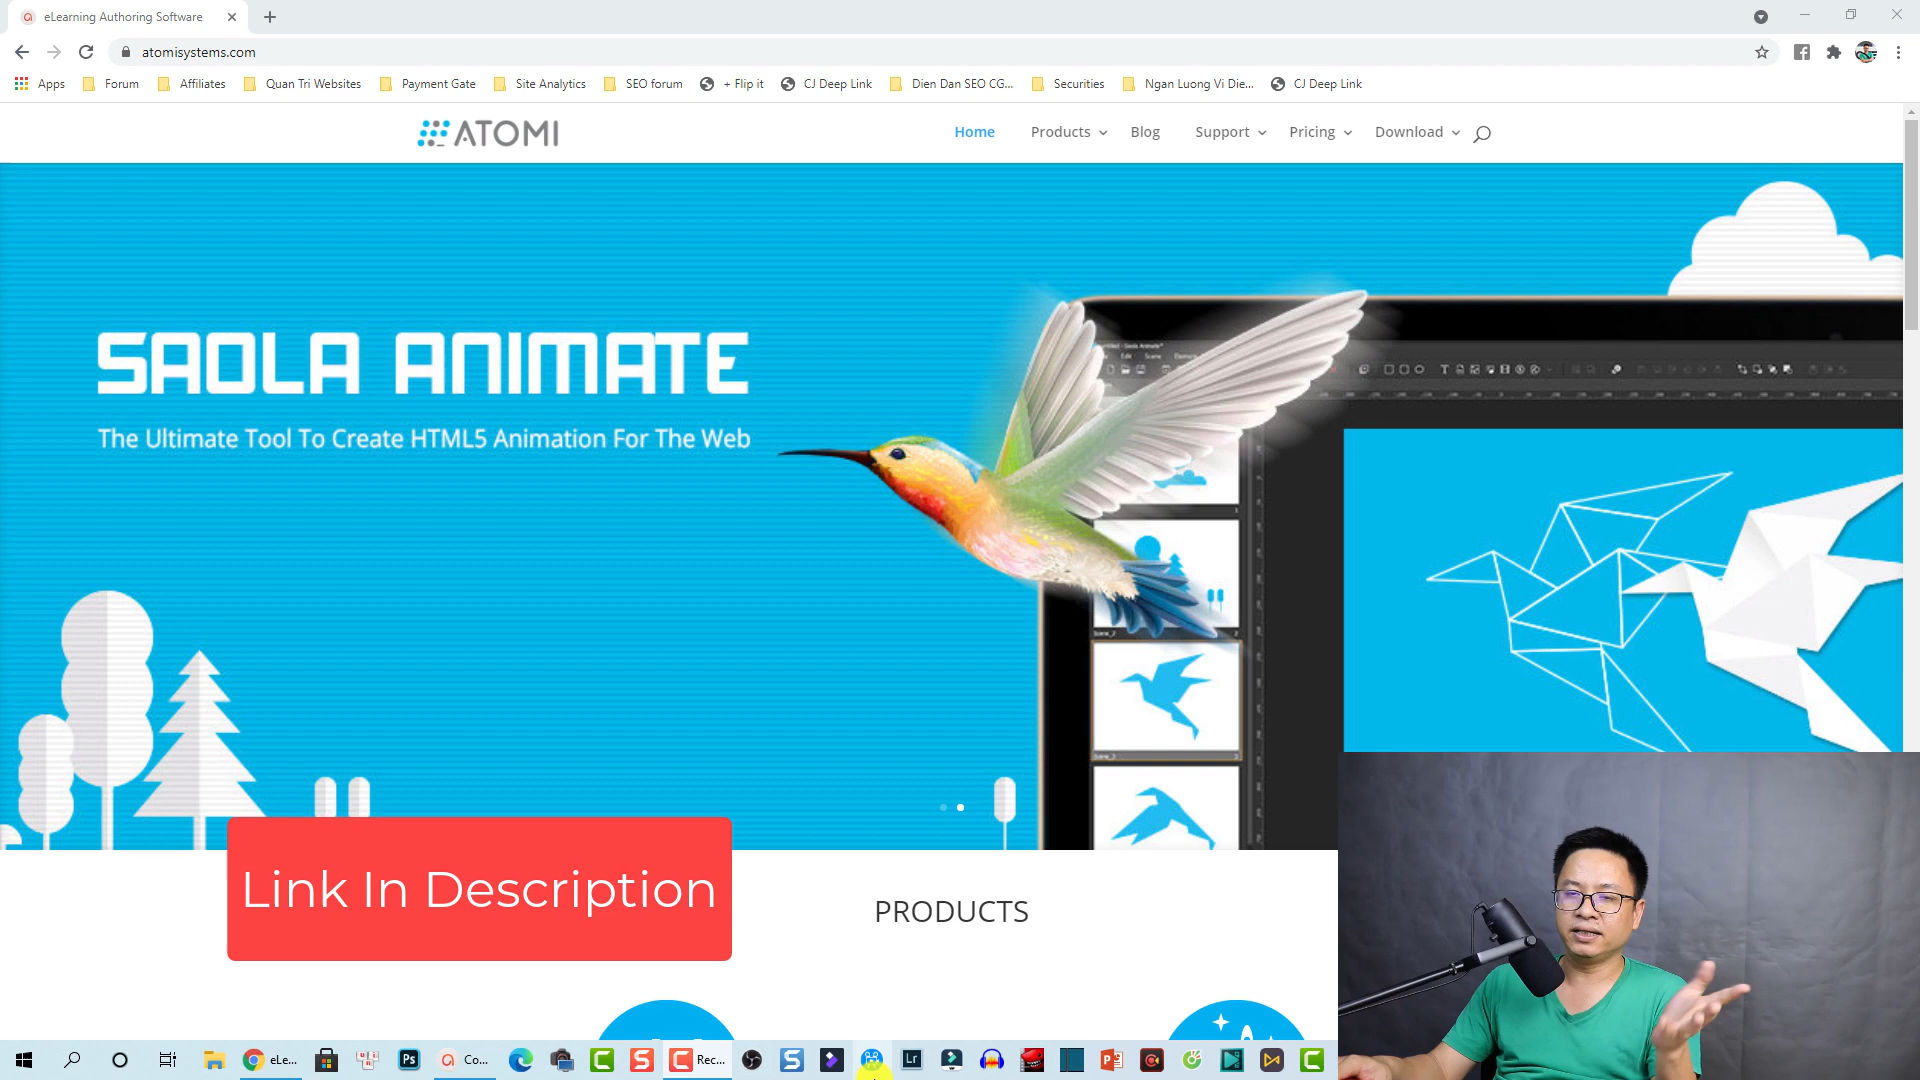 eLearning Authoring Software
atomisystems.com
Apps Forum Affiliates Quan Tri Websites Payment Gate Site Analytics SEO forum + Flip it CJ Deep Link Dien Dan SEO CG... Securities Ngan Luong Vi Die... CJ Deep Link
ATOMI Home Products Blog Support Pricing Download
SAOLA ANIMATE
The Ultimate Tool To Create HTML5 Animation For The Web
Link In Description
PRODUCTS
eLe... Ps Co... Rec... Lr